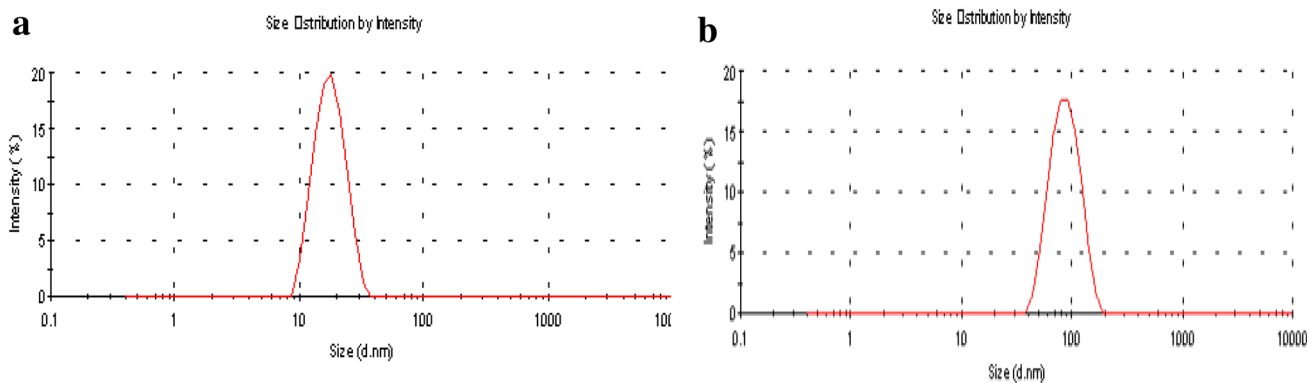 a
Size Distribution by Intensity
20
15
10
5
0
Intensity (%)
0.1 1 10 100 1000
Size (d.nm)
b
Size Distribution by Intensity
20
15
10
5
0
Intensity (%)
0.1 1 10 100 1000 10000
Size (d.nm)